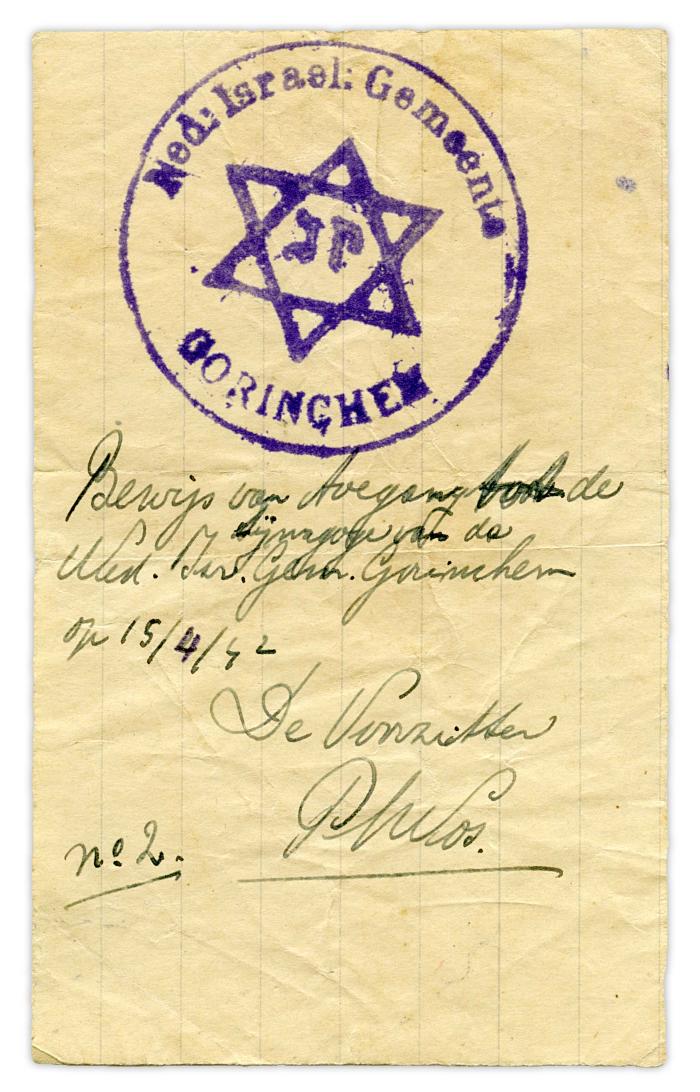 Ned: Israel: Gemeente
קג
GORINCHEM
Bewijs van toegang tot de
Synagoge van de
Ned. Isr. Gem. Gorinchem
op 15/4/42
De Voorzitter
no 2.